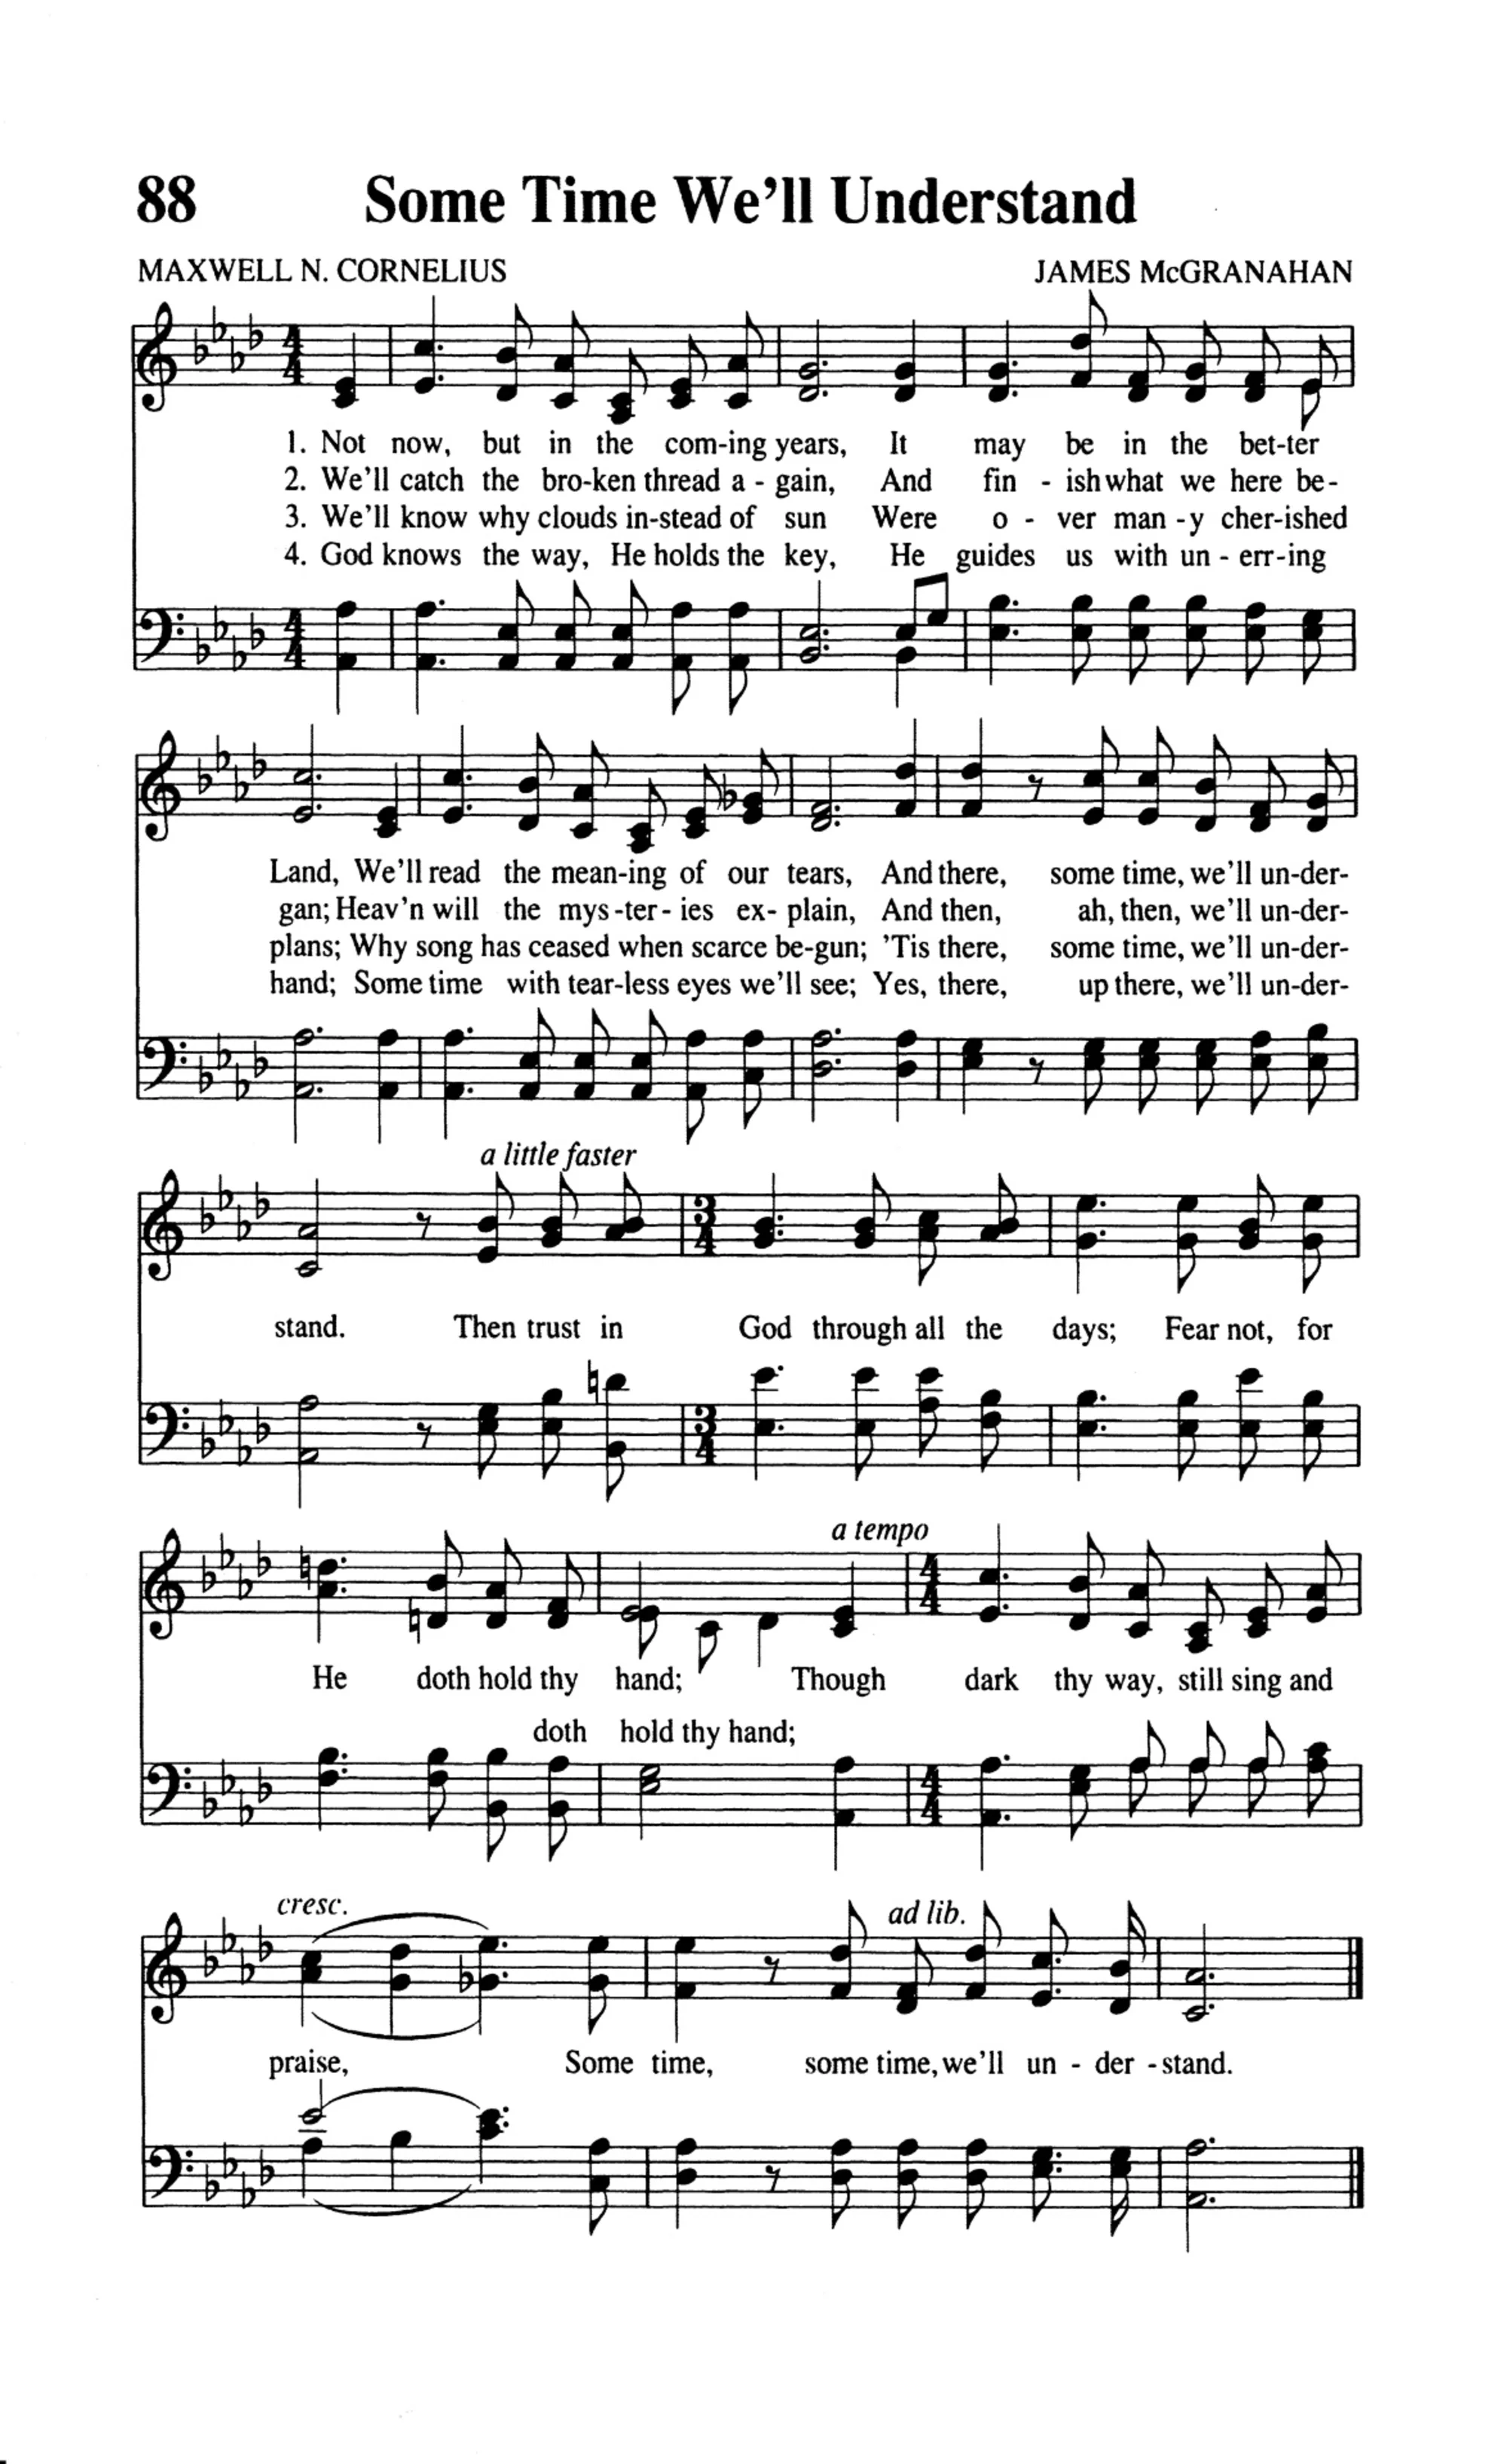 88 Some Time We'll Understand
MAXWELL N. CORNELIUS JAMES McGRANAHAN
4
4
1. Not now, but in the com-ing years, It may be in the bet-ter
2. We'll catch the bro-ken thread a - gain, And fin - ish what we here be-
3. We'll know why clouds in-stead of sun Were o - ver man - y cher-ished
4. God knows the way, He holds the key, He guides us with un - err-ing
4
4
Land, We'll read the mean-ing of our tears, And there, some time, we'll un-der-
gan; Heav'n will the mys-ter-ies ex-plain, And then, ah, then, we'll un-der-
plans; Why song has ceased when scarce be-gun; 'Tis there, some time, we'll un-der-
hand; Some time with tear-less eyes we'll see; Yes, there, up there, we'll un-der-
a little faster
3
4
stand. Then trust in God through all the days; Fear not, for
3
4
a tempo
4
4
He doth hold thy hand; Though dark thy way, still sing and
doth hold thy hand;
4
4
cresc. ad lib.
praise, Some time, some time, we'll un - der - stand.